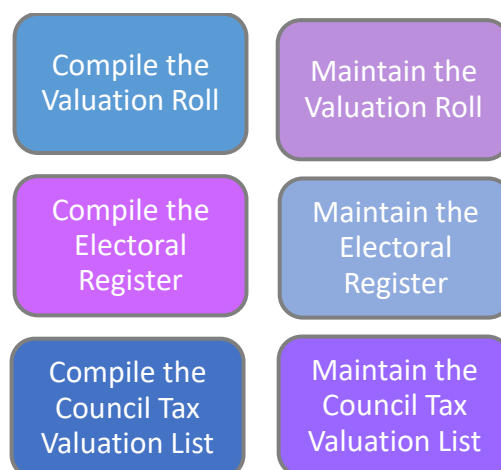 Compile the
Valuation Roll
Maintain the
Valuation Roll
Compile the
Electoral
Register
Maintain the
Electoral
Register
Compile the
Council Tax
Valuation List
Maintain the
Council Tax
Valuation List